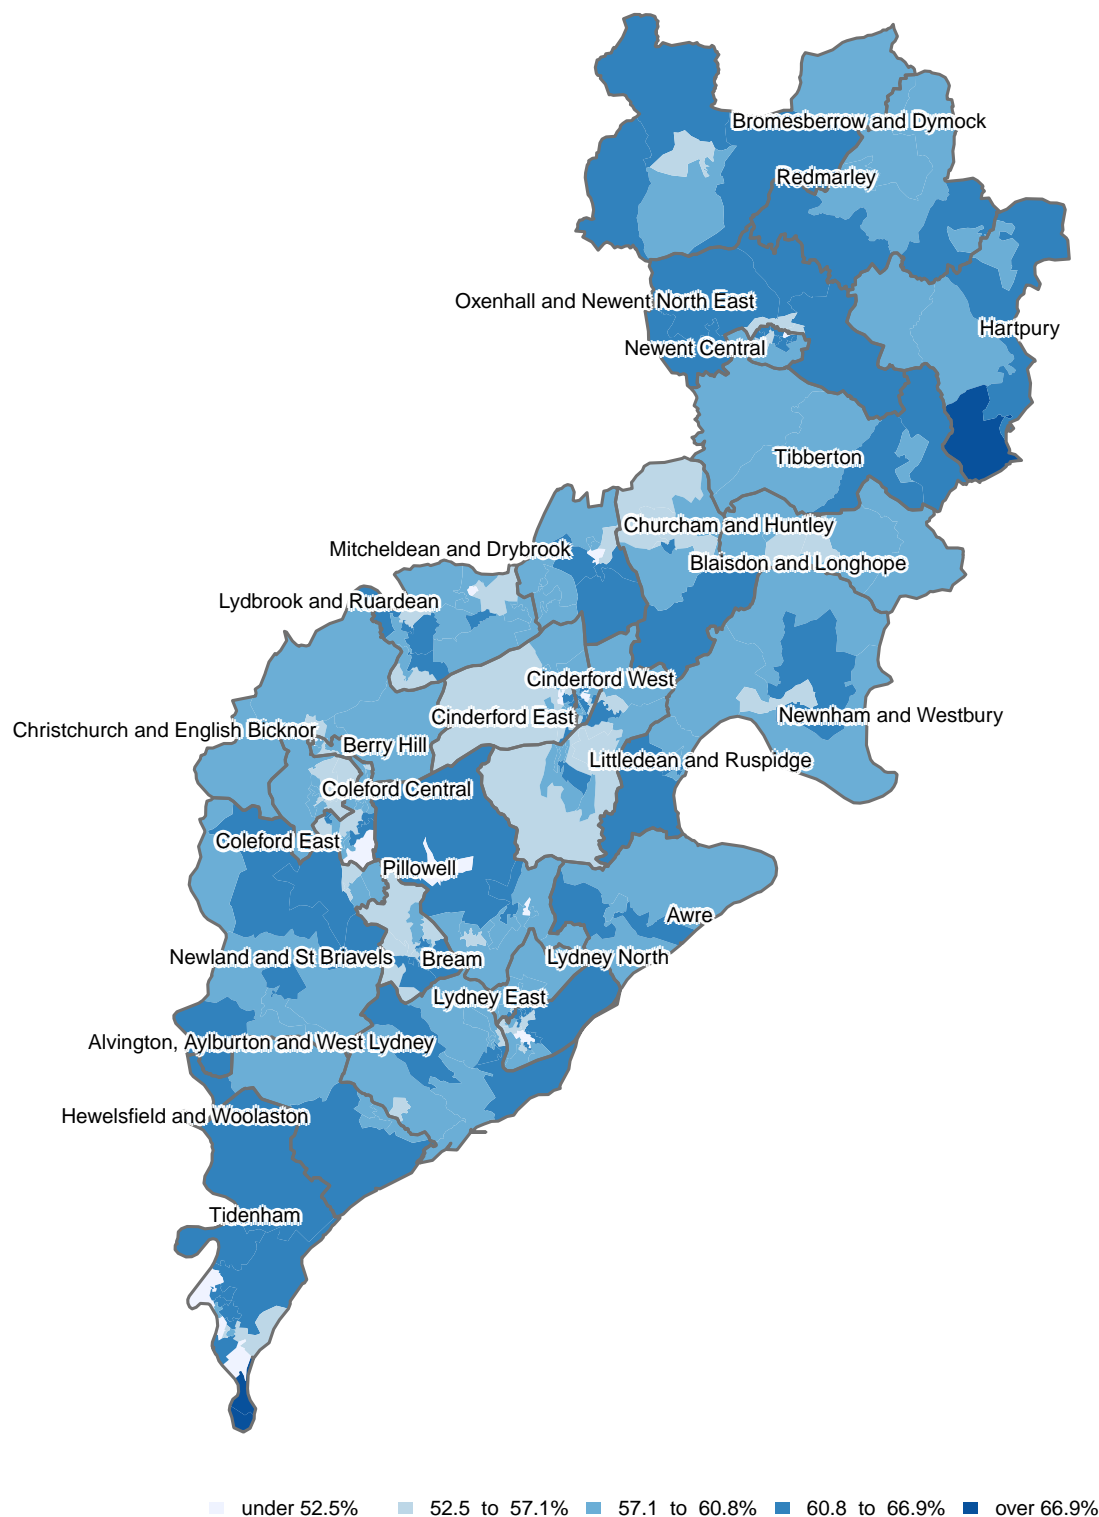 Bromesberrow and Dymock
Redmarley
Oxenhall and Newent North East
Hartpury
Newent Central
Tibberton
Churcham and Huntley
Mitcheldean and Drybrook
Blaisdon and Longhope
Lydbrook and Ruardean
Cinderford West
Newnham and Westbury
Cinderford East
Christchurch and English Bicknor
Berry Hill
Littledean and Ruspidge
Coleford Central
Coleford East
Pillowell
Awre
Newland and St Briavels
Bream
Lydney North
Lydney East
Alvington, Aylburton and West Lydney
Hewelsfield and Woolaston
Tidenham
under 52.5% 52.5 to 57.1% 57.1 to 60.8% 60.8 to 66.9% over 66.9%